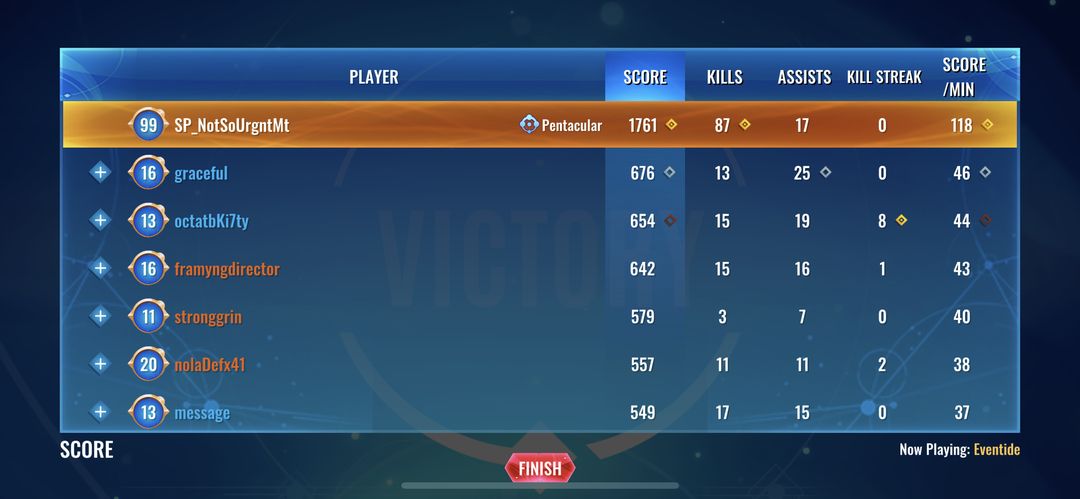 PLAYER SCORE KILLS ASSISTS KILL STREAK SCORE /MIN
99 SP_NotSoUrgntMt Pentacular 1761 87 17 0 118
16 graceful 676 13 25 0 46
13 octatbKi7ty 654 15 19 8 44
16 framyngdirector 642 15 16 1 43
11 stronggrin 579 3 7 0 40
20 nolaDefx41 557 11 11 2 38
13 message 549 17 15 0 37
VICTORY
SCORE
Now Playing: Eventide
FINISH